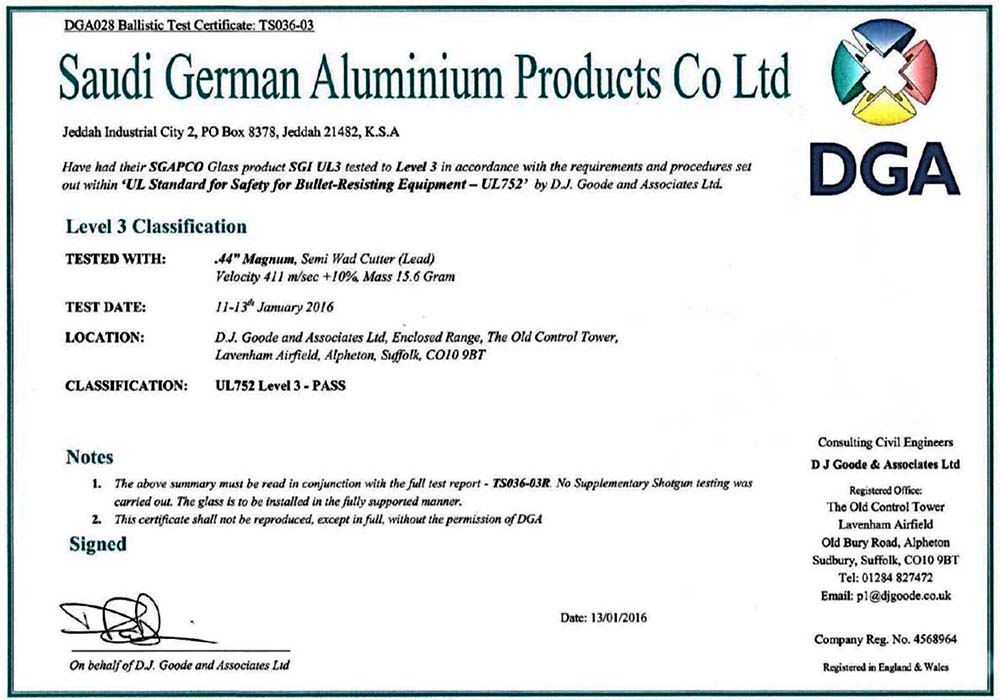 DGA028 Ballistic Test Certificate: TS036-03
Saudi German Aluminium Products Co Ltd
Jeddah Industrial City 2, PO Box 8378, Jeddah 21482, K.S.A
DGA
Have had their SGAPCO Glass product SGI UL3 tested to Level 3 in accordance with the requirements and procedures set
out within ‘UL Standard for Safety for Bullet-Resisting Equipment – UL752’ by D.J. Goode and Associates Ltd.
Level 3 Classification
TESTED WITH: .44” Magnum, Semi Wad Cutter (Lead)
Velocity 411 m/sec +10%, Mass 15.6 Gram
TEST DATE: 11-13th January 2016
LOCATION: D.J. Goode and Associates Ltd, Enclosed Range, The Old Control Tower,
Lavenham Airfield, Alpheton, Suffolk, CO10 9BT
CLASSIFICATION: UL752 Level 3 - PASS
Notes
1. The above summary must be read in conjunction with the full test report - TS036-03R. No Supplementary Shotgun testing was
carried out. The glass is to be installed in the fully supported manner.
2. This certificate shall not be reproduced, except in full, without the permission of DGA
Signed
On behalf of D.J. Goode and Associates Ltd
Date: 13/01/2016
Consulting Civil Engineers
D J Goode & Associates Ltd
Registered Office:
The Old Control Tower
Lavenham Airfield
Old Bury Road, Alpheton
Sudbury, Suffolk, CO10 9BT
Tel: 01284 827472
Email: p1@djgoode.co.uk
Company Reg. No. 4568964
Registered in England & Wales